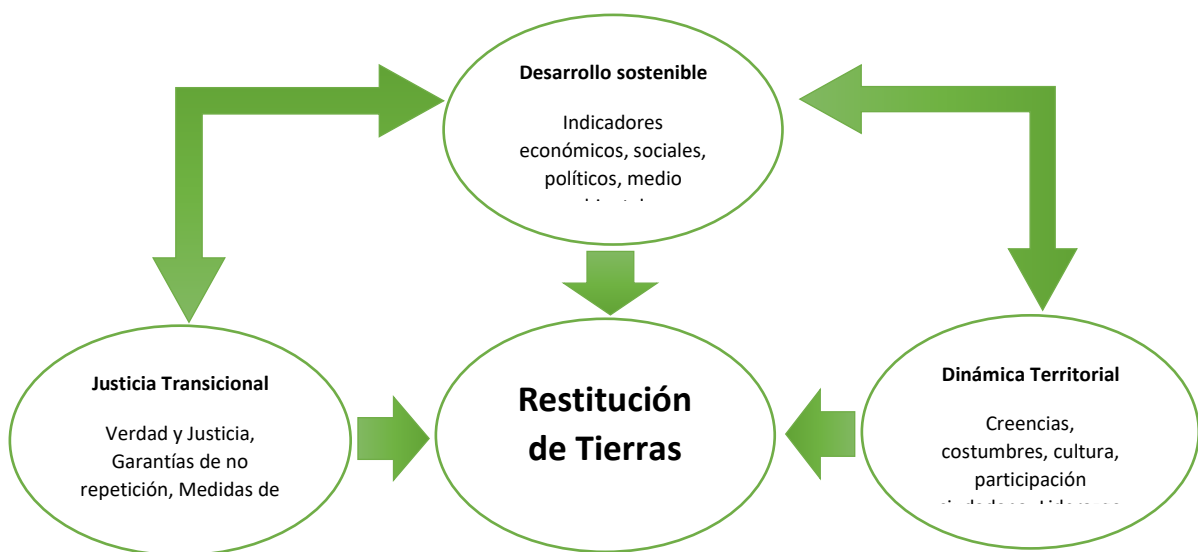 Desarrollo sostenible
Indicadores
económicos, sociales,
políticos, medio
Justicia Transicional
Verdad y Justicia,
Garantías de no
repetición, Medidas de
Restitución
de Tierras
Dinámica Territorial
Creencias,
costumbres, cultura,
participación